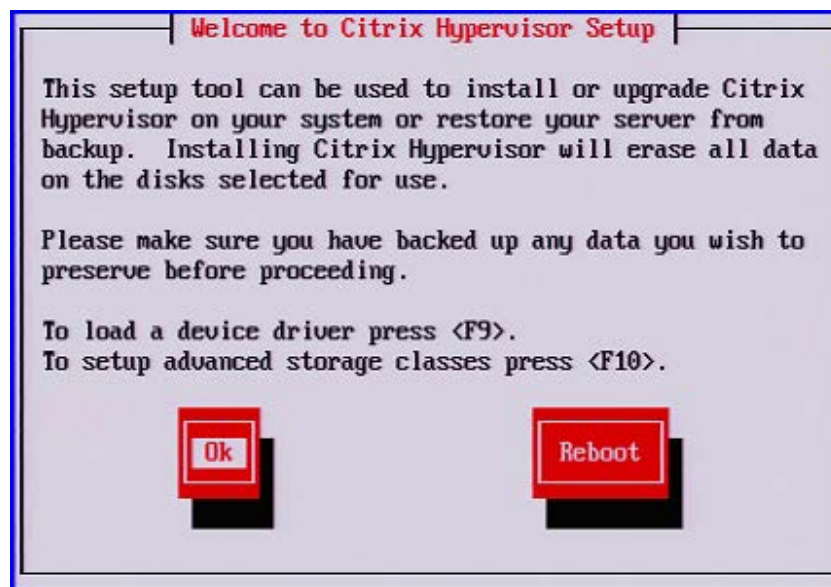 Welcome to Citrix Hypervisor Setup
This setup tool can be used to install or upgrade Citrix
Hypervisor on your system or restore your server from
backup.  Installing Citrix Hypervisor will erase all data
on the disks selected for use.
Please make sure you have backed up any data you wish to
preserve before proceeding.
To load a device driver press <F9>.
To setup advanced storage classes press <F10>.
Ok
Reboot